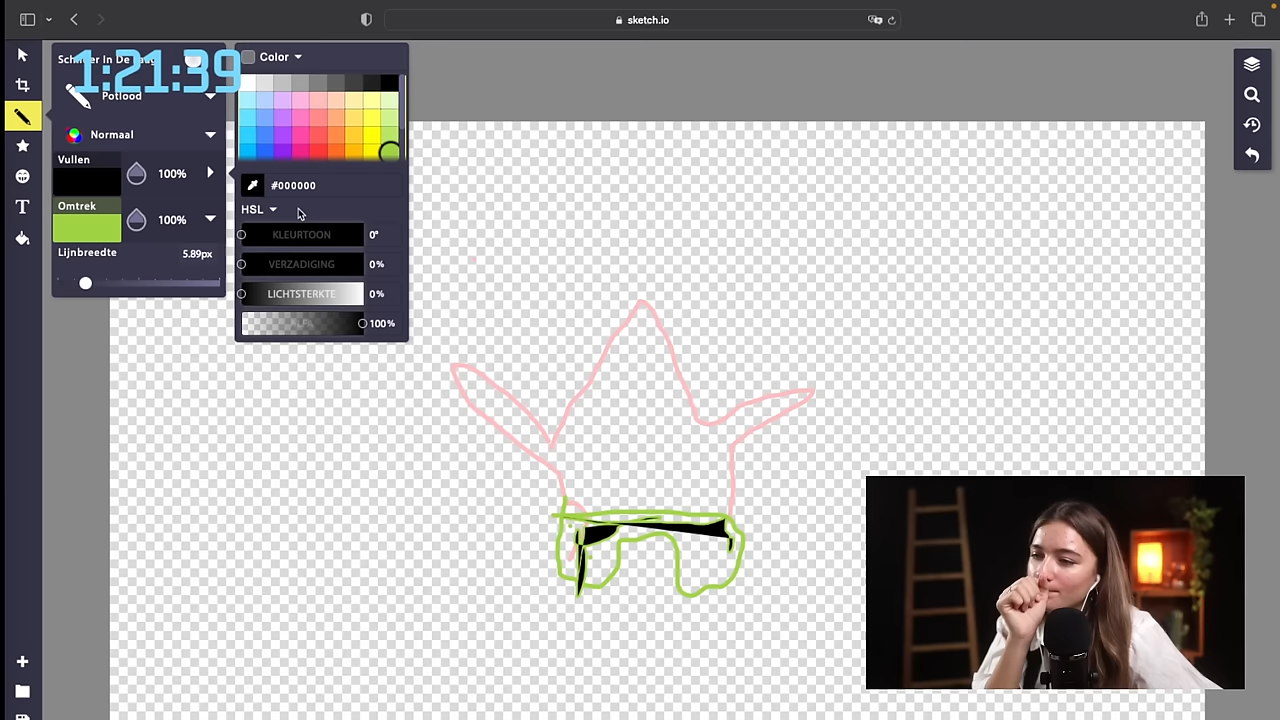 sketch.io
1:21:39
Color
Potlood
Normaal
Vullen
100%
#000000
Omtrek
100%
HSL
KLEURTOON 0°
Lijnbreedte 5.89px
VERZADIGING 0%
LICHTSTERKTE 0%
100%